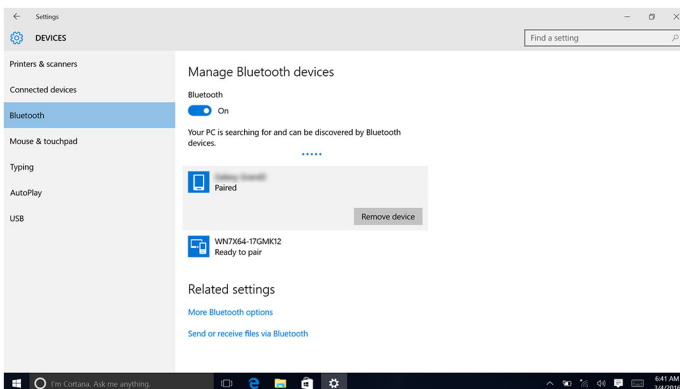 Settings
DEVICES
Find a setting
Printers & scanners
Connected devices
Bluetooth
Mouse & touchpad
Typing
AutoPlay
USB
Manage Bluetooth devices
Bluetooth
On
Your PC is searching for and can be discovered by Bluetooth
devices.
Paired
Remove device
WN7X64-17GMK12
Ready to pair
Related settings
More Bluetooth options
Send or receive files via Bluetooth
I'm Cortana. Ask me anything.
6:41 AM
3/4/2016